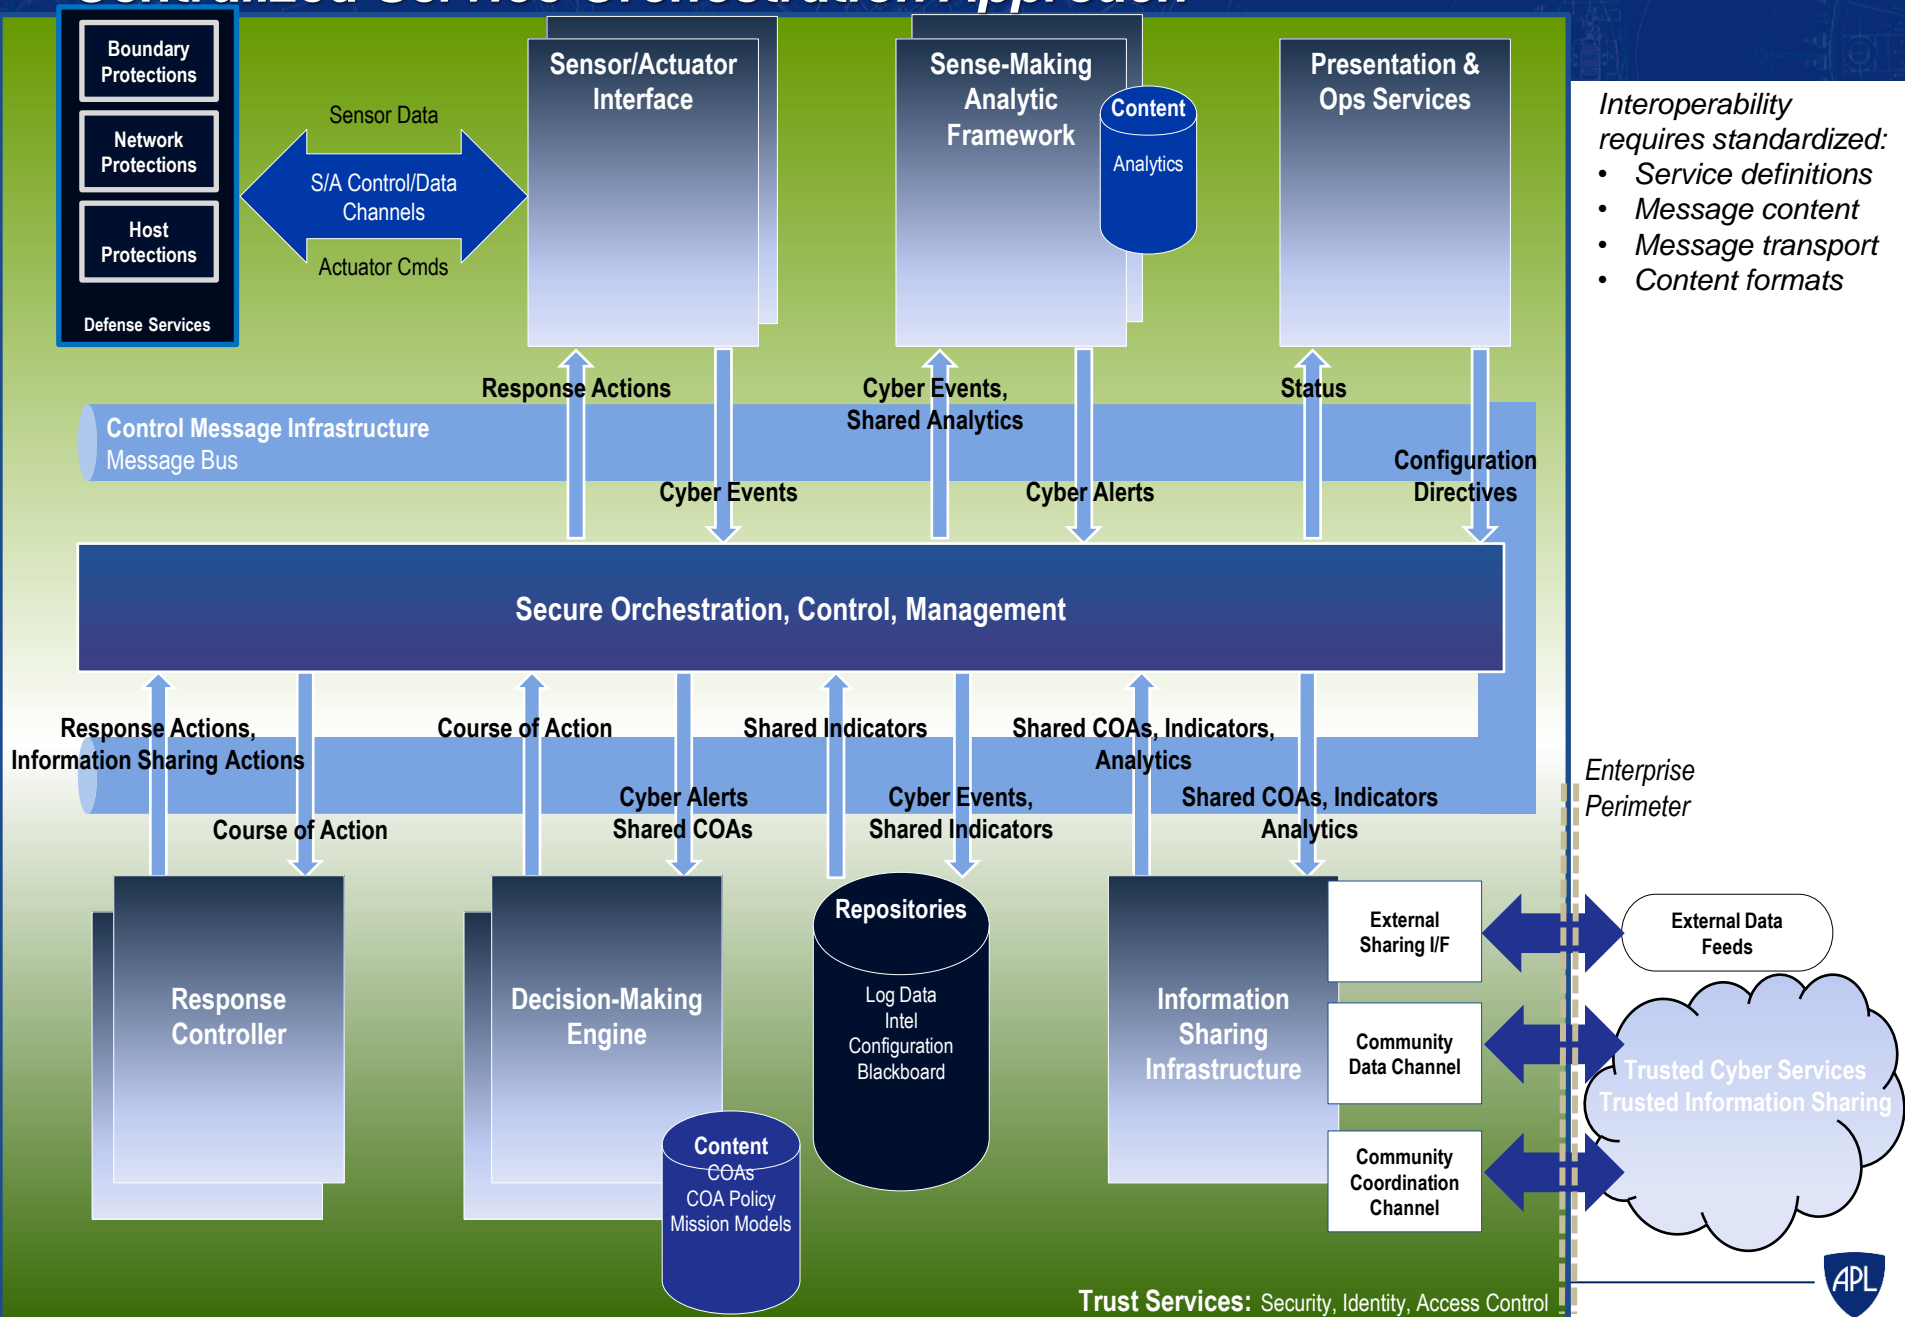 Centralized Service Orchestration Approach
Boundary
Protections
Network
Protections
Host
Protections
Defense Services
Sensor Data
S/A Control/Data
Channels
Actuator Cmds
Sensor/Actuator
Interface
Sense-Making
Analytic
Framework
Content
Analytics
Presentation &
Ops Services
Interoperability
requires standardized:
• Service definitions
• Message content
• Message transport
• Content formats
Response Actions
Cyber Events,
Shared Analytics
Status
Control Message Infrastructure
Message Bus
Cyber Events
Cyber Alerts
Configuration
Directives
Secure Orchestration, Control, Management
Response Actions,
Information Sharing Actions
Course of Action
Shared Indicators
Shared COAs, Indicators,
Analytics
Course of Action
Cyber Alerts
Shared COAs
Cyber Events,
Shared Indicators
Shared COAs, Indicators
Analytics
Enterprise
Perimeter
Response
Controller
Decision-Making
Engine
Content
COAs
COA Policy
Mission Models
Repositories
Log Data
Intel
Configuration
Blackboard
Information
Sharing
Infrastructure
External
Sharing I/F
Community
Data Channel
Community
Coordination
Channel
External Data
Feeds
Trusted Cyber Services
Trusted Information Sharing
Trust Services: Security, Identity, Access Control
APL